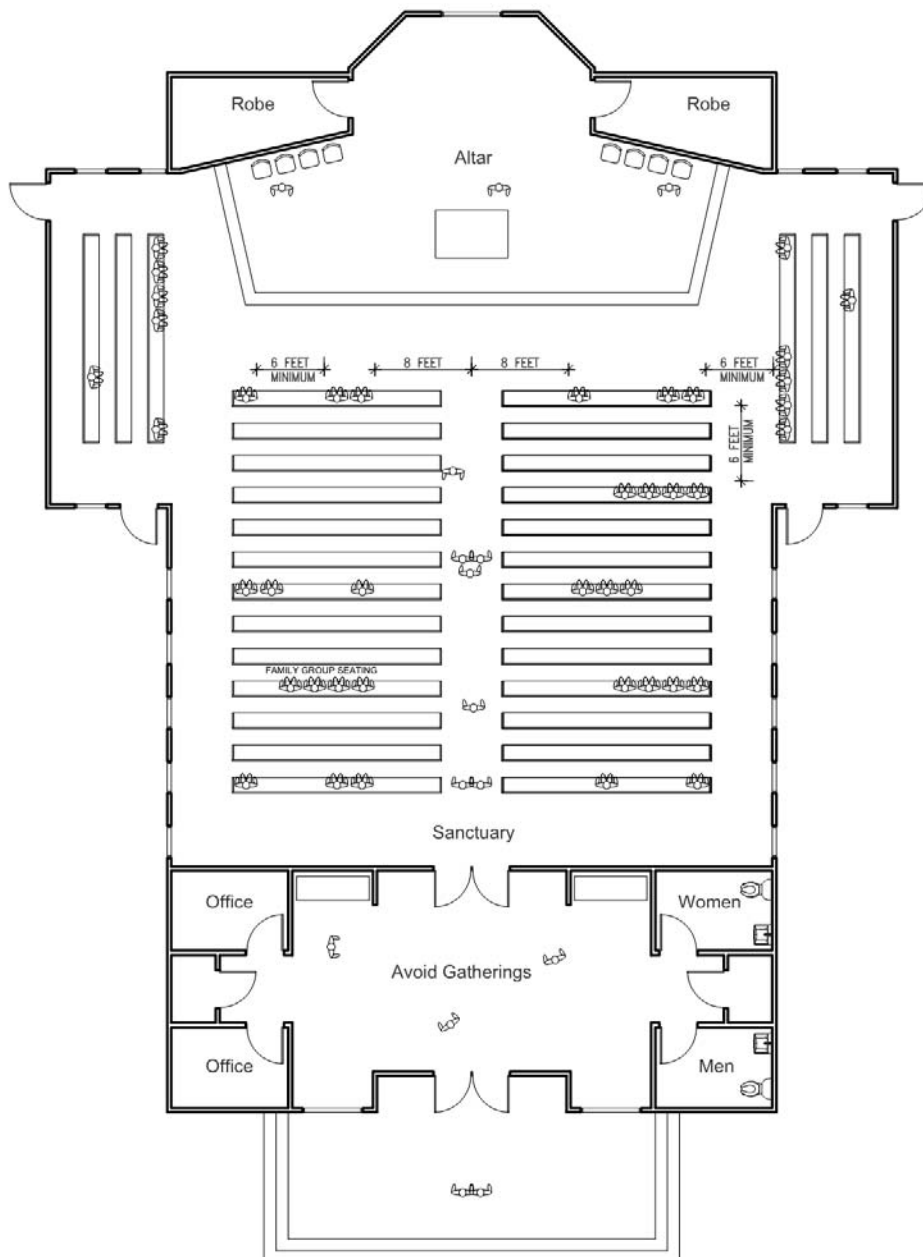 Robe
Robe
Altar
6 FEET
MINIMUM
8 FEET
8 FEET
6 FEET
MINIMUM
6 FEET
MINIMUM
FAMILY GROUP SEATING
Sanctuary
Office
Women
Avoid Gatherings
Office
Men